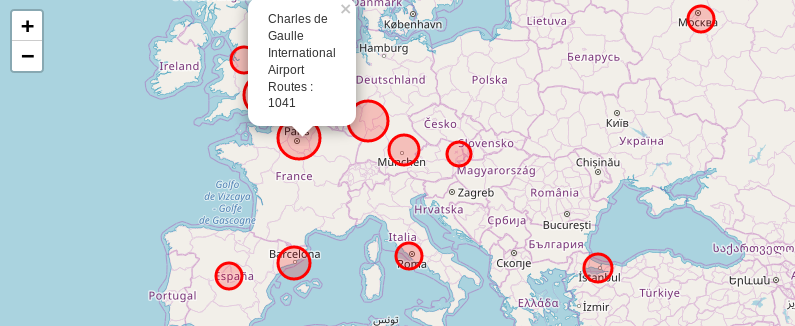 +
−
×
Charles de
Gaulle
International
Airport
Routes :
1041
Danmark
København
Москва
Lietuva
Ireland
Hamburg
Беларусь
Deutschland
Polska
Київ
Paris
Česko
Україна
Slovensko
München
Chișinău
France
Magyarország
Golfo
de Vizcaya
- Golfe
de Gascogne
Zagreb
România
Hrvatska
Србија
București
Italia
България
საქართველო
Barcelona
Roma
Скопје
İstanbul
España
Երևան
Portugal
Ελλάδα
İzmir
Türkiye
تونس